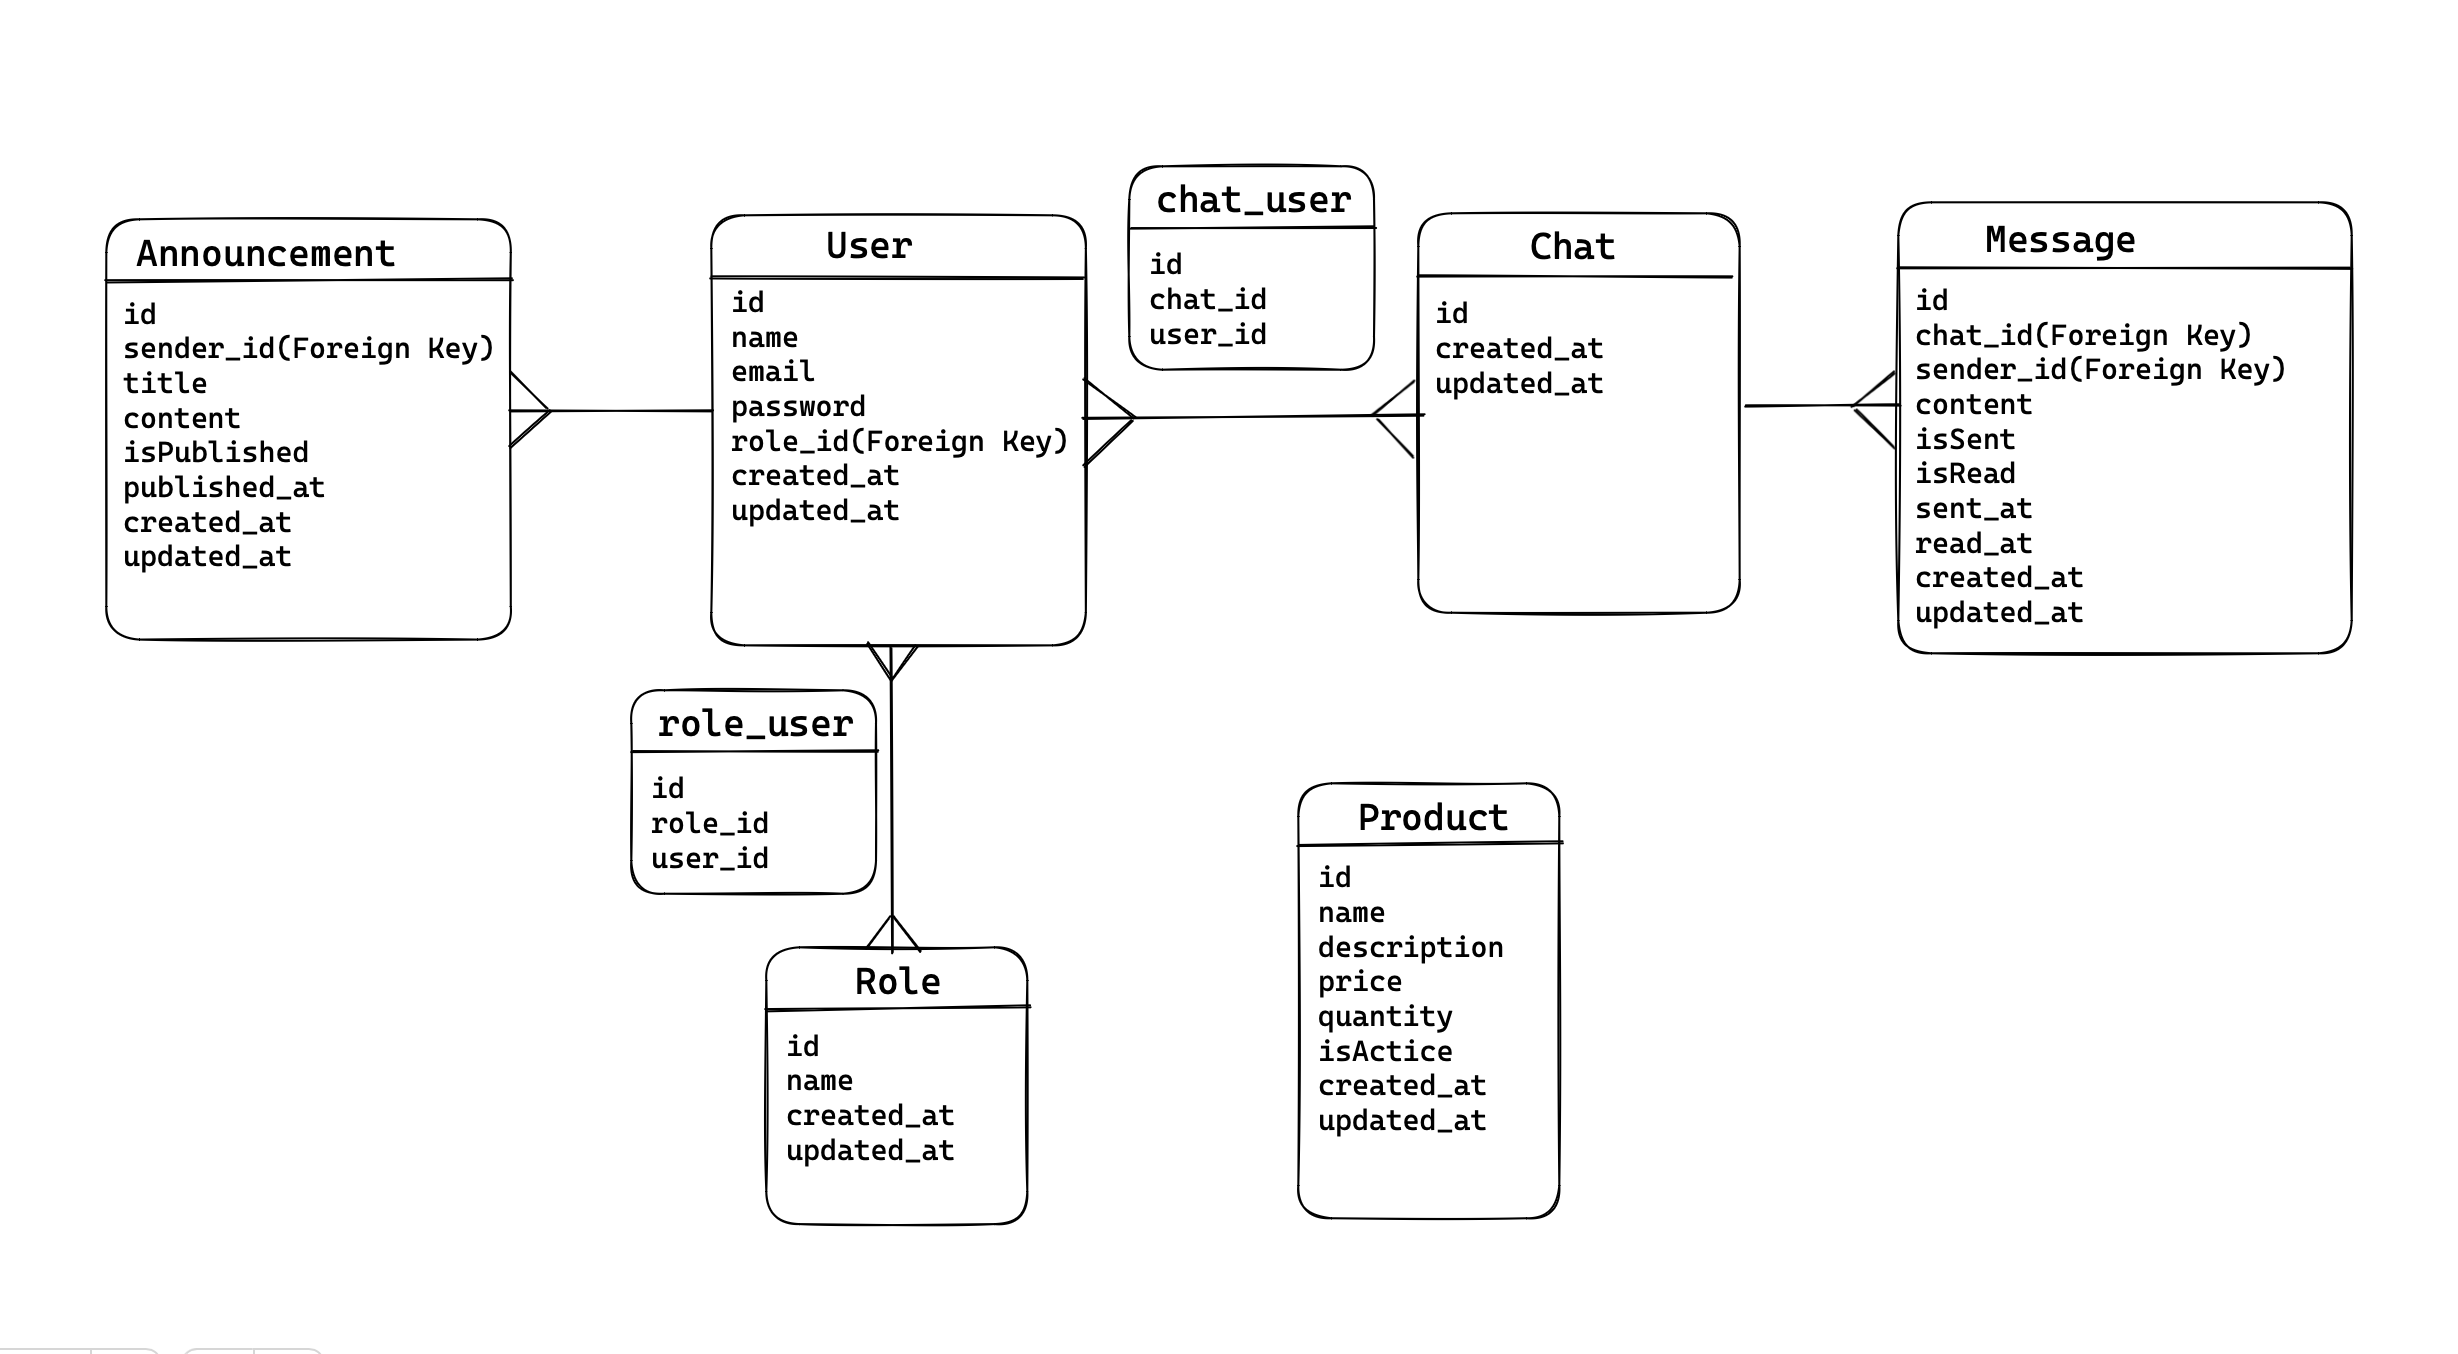 Announcement
id
sender_id(Foreign Key)
title
content
isPublished
published_at
created_at
updated_at
User
id
name
email
password
role_id(Foreign Key)
created_at
updated_at
chat_user
id
chat_id
user_id
Chat
id
created_at
updated_at
Message
id
chat_id(Foreign Key)
sender_id(Foreign Key)
content
isSent
isRead
sent_at
read_at
created_at
updated_at
role_user
id
role_id
user_id
Role
id
name
created_at
updated_at
Product
id
name
description
price
quantity
isActice
created_at
updated_at